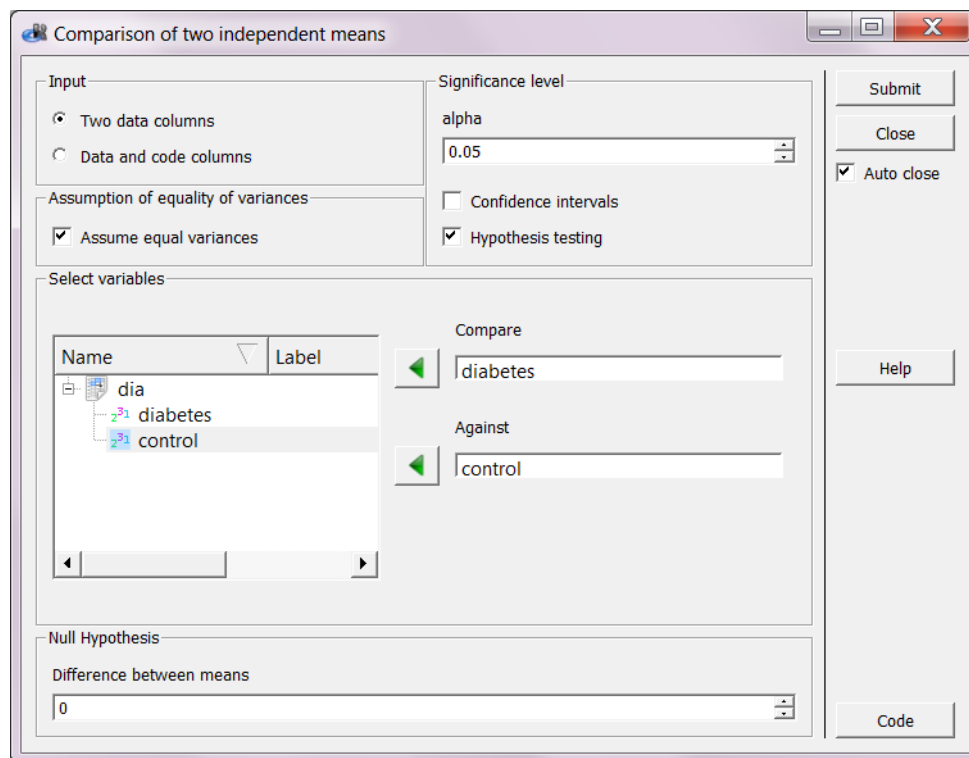 Comparison of two independent means
Input
Two data columns
Data and code columns
Assumption of equality of variances
Assume equal variances
Significance level
alpha
0.05
Confidence intervals
Hypothesis testing
Submit
Close
Auto close
Select variables
Name Label
dia
diabetes
control
Compare
diabetes
Against
control
Help
Null Hypothesis
Difference between means
0
Code